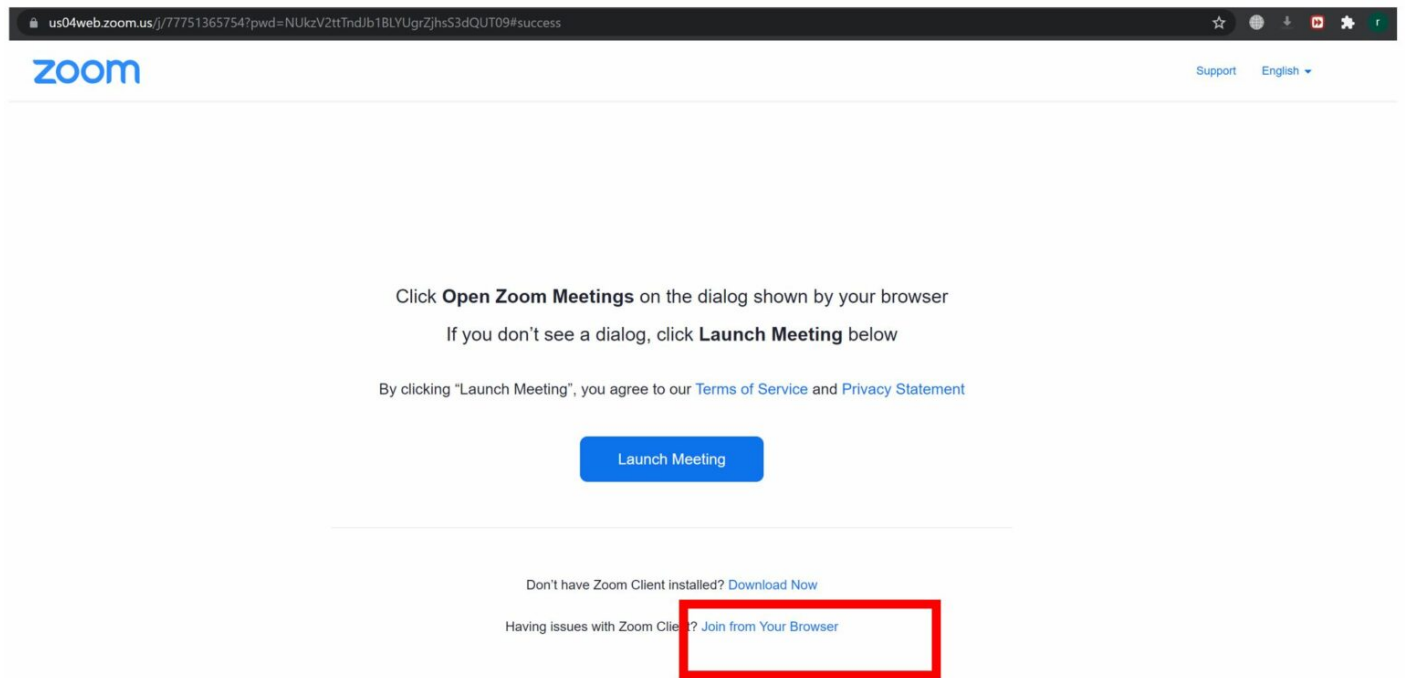 us04web.zoom.us/j/77751365754?pwd=NUkzV2ttTndJb1BLYUgrZjhsS3dQUT09#success
r
zoom
Support English
Click Open Zoom Meetings on the dialog shown by your browser
If you don’t see a dialog, click Launch Meeting below
By clicking “Launch Meeting”, you agree to our Terms of Service and Privacy Statement
Launch Meeting
Don’t have Zoom Client installed? Download Now
Having issues with Zoom Client? Join from Your Browser